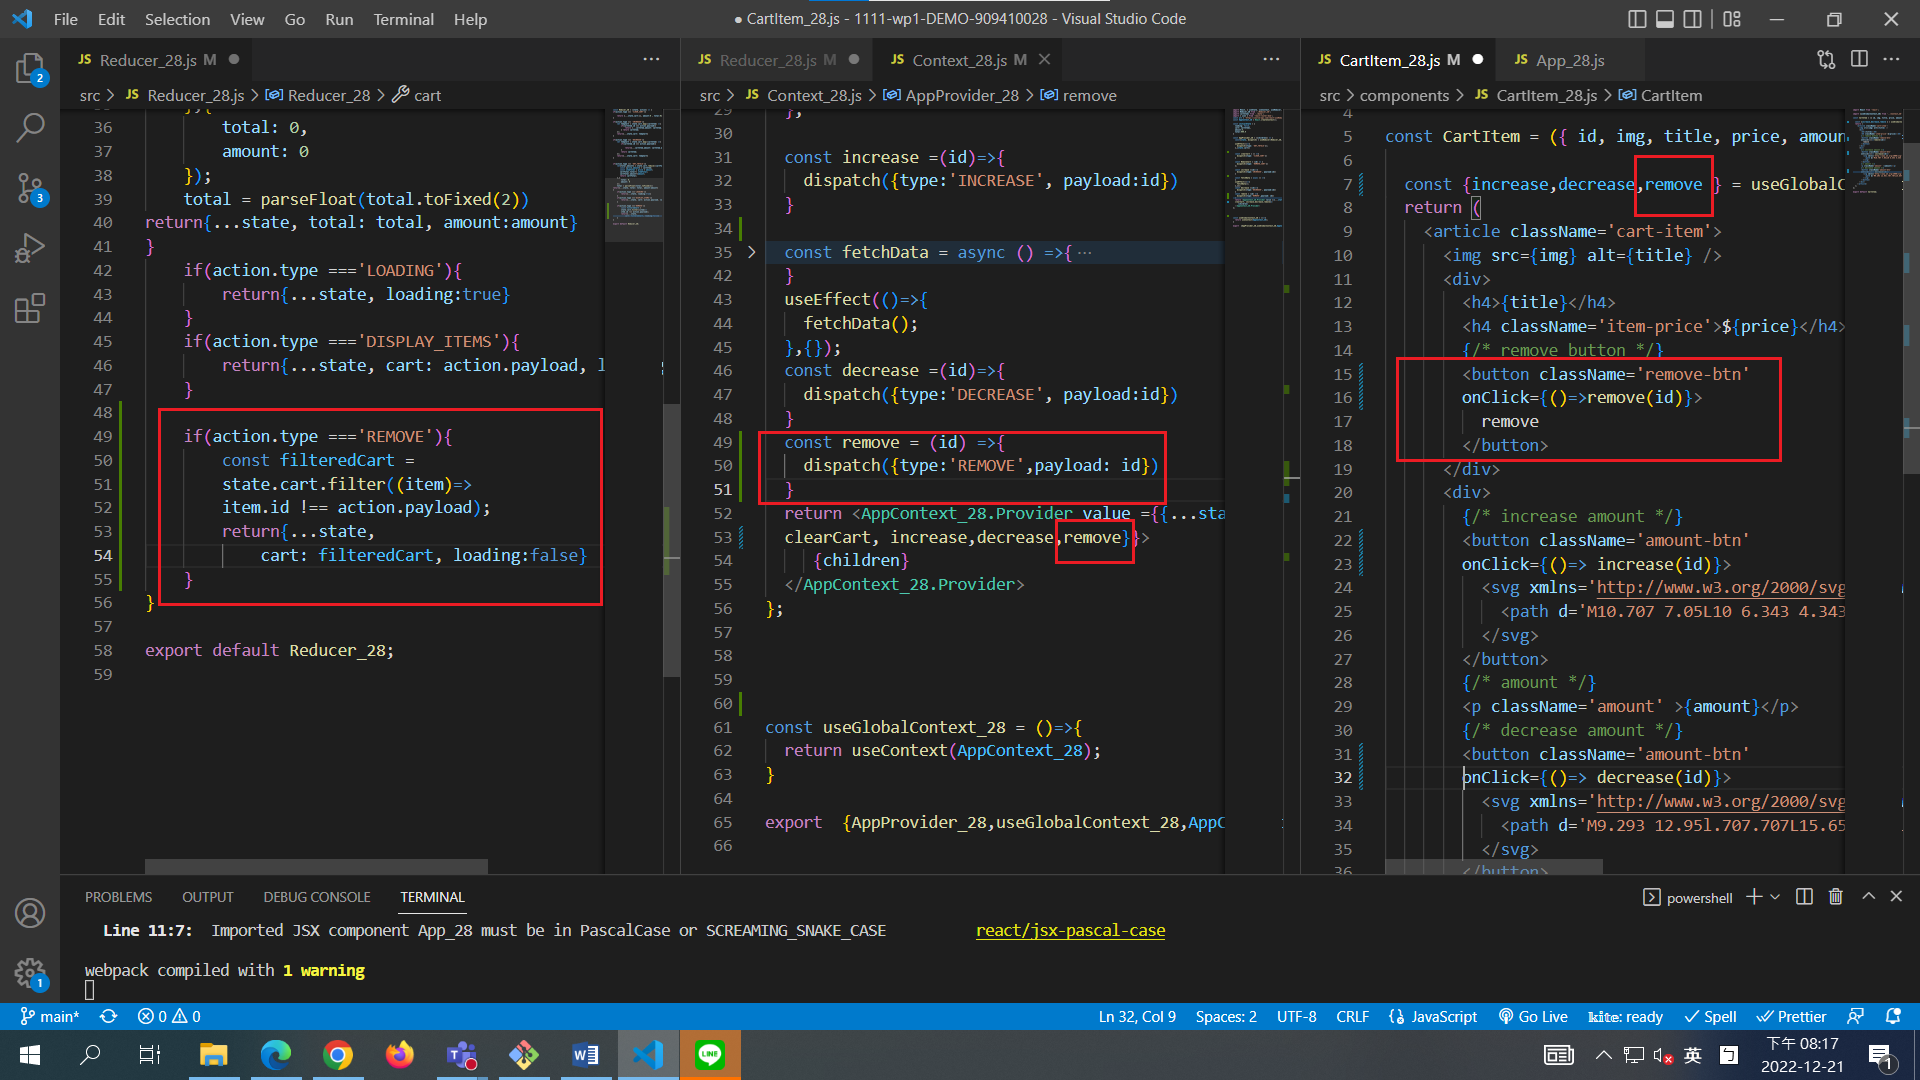 File Edit Selection View Go Run Terminal Help
● CartItem_28.js - 1111-wp1-DEMO-909410028 - Visual Studio Code
JS Reducer_28.js M
src > JS Reducer_28.js > Reducer_28 > cart
36 total: 0,
37 amount: 0
38 });
39 total = parseFloat(total.toFixed(2))
40 return{...state, total: total, amount:amount}
41 }
42 if(action.type ==='LOADING'){
43 return{...state, loading:true}
44 }
45 if(action.type ==='DISPLAY_ITEMS'){
46 return{...state, cart: action.payload, l
47 }
48
49 if(action.type ==='REMOVE'){
50 const filteredCart =
51 state.cart.filter((item)=>
52 item.id !== action.payload);
53 return{...state,
54 cart: filteredCart, loading:false}
55 }
56 }
57
58 export default Reducer_28;
59
JS Reducer_28.js M JS Context_28.js M
src > JS Context_28.js > AppProvider_28 > remove
29 };
30
31 const increase =(id)=>{
32 dispatch({type:'INCREASE', payload:id})
33 }
34
35 const fetchData = async () =>{ ...
42 }
43 useEffect(()=>{
44 fetchData();
45 },{});
46 const decrease =(id)=>{
47 dispatch({type:'DECREASE', payload:id})
48 }
49 const remove = (id) =>{
50 dispatch({type:'REMOVE',payload: id})
51 }
52 return <AppContext_28.Provider value ={{...sta
53 clearCart, increase,decrease,remove}}>
54 {children}
55 </AppContext_28.Provider>
56 };
57
58
59
60
61 const useGlobalContext_28 = ()=>{
62 return useContext(AppContext_28);
63 }
64
65 export {AppProvider_28,useGlobalContext_28,AppC
66
JS CartItem_28.js M JS App_28.js
src > components > JS CartItem_28.js > CartItem
4
5 const CartItem = ({ id, img, title, price, amoun
6
7 const {increase,decrease,remove } = useGlobalC
8 return (
9 <article className='cart-item'>
10 <img src={img} alt={title} />
11 <div>
12 <h4>{title}</h4>
13 <h4 className='item-price'>${price}</h4>
14 {/* remove button */}
15 <button className='remove-btn'
16 onClick={()=>remove(id)}>
17 remove
18 </button>
19 </div>
20 <div>
21 {/* increase amount */}
22 <button className='amount-btn'
23 onClick={()=> increase(id)}>
24 <svg xmlns='http://www.w3.org/2000/svg
25 <path d='M10.707 7.05L10 6.343 4.343
26 </svg>
27 </button>
28 {/* amount */}
29 <p className='amount' >{amount}</p>
30 {/* decrease amount */}
31 <button className='amount-btn'
32 onClick={()=> decrease(id)}>
33 <svg xmlns='http://www.w3.org/2000/svg
34 <path d='M9.293 12.95l.707.707L15.65
35 </svg>
36 </button>
PROBLEMS OUTPUT DEBUG CONSOLE TERMINAL
powershell
Line 11:7: Imported JSX component App_28 must be in PascalCase or SCREAMING_SNAKE_CASE react/jsx-pascal-case
webpack compiled with 1 warning
main* 0 0
Ln 32, Col 9 Spaces: 2 UTF-8 CRLF JavaScript Go Live kite: ready Spell Prettier
英 ㄅ 下午 08:17
2022-12-21
1